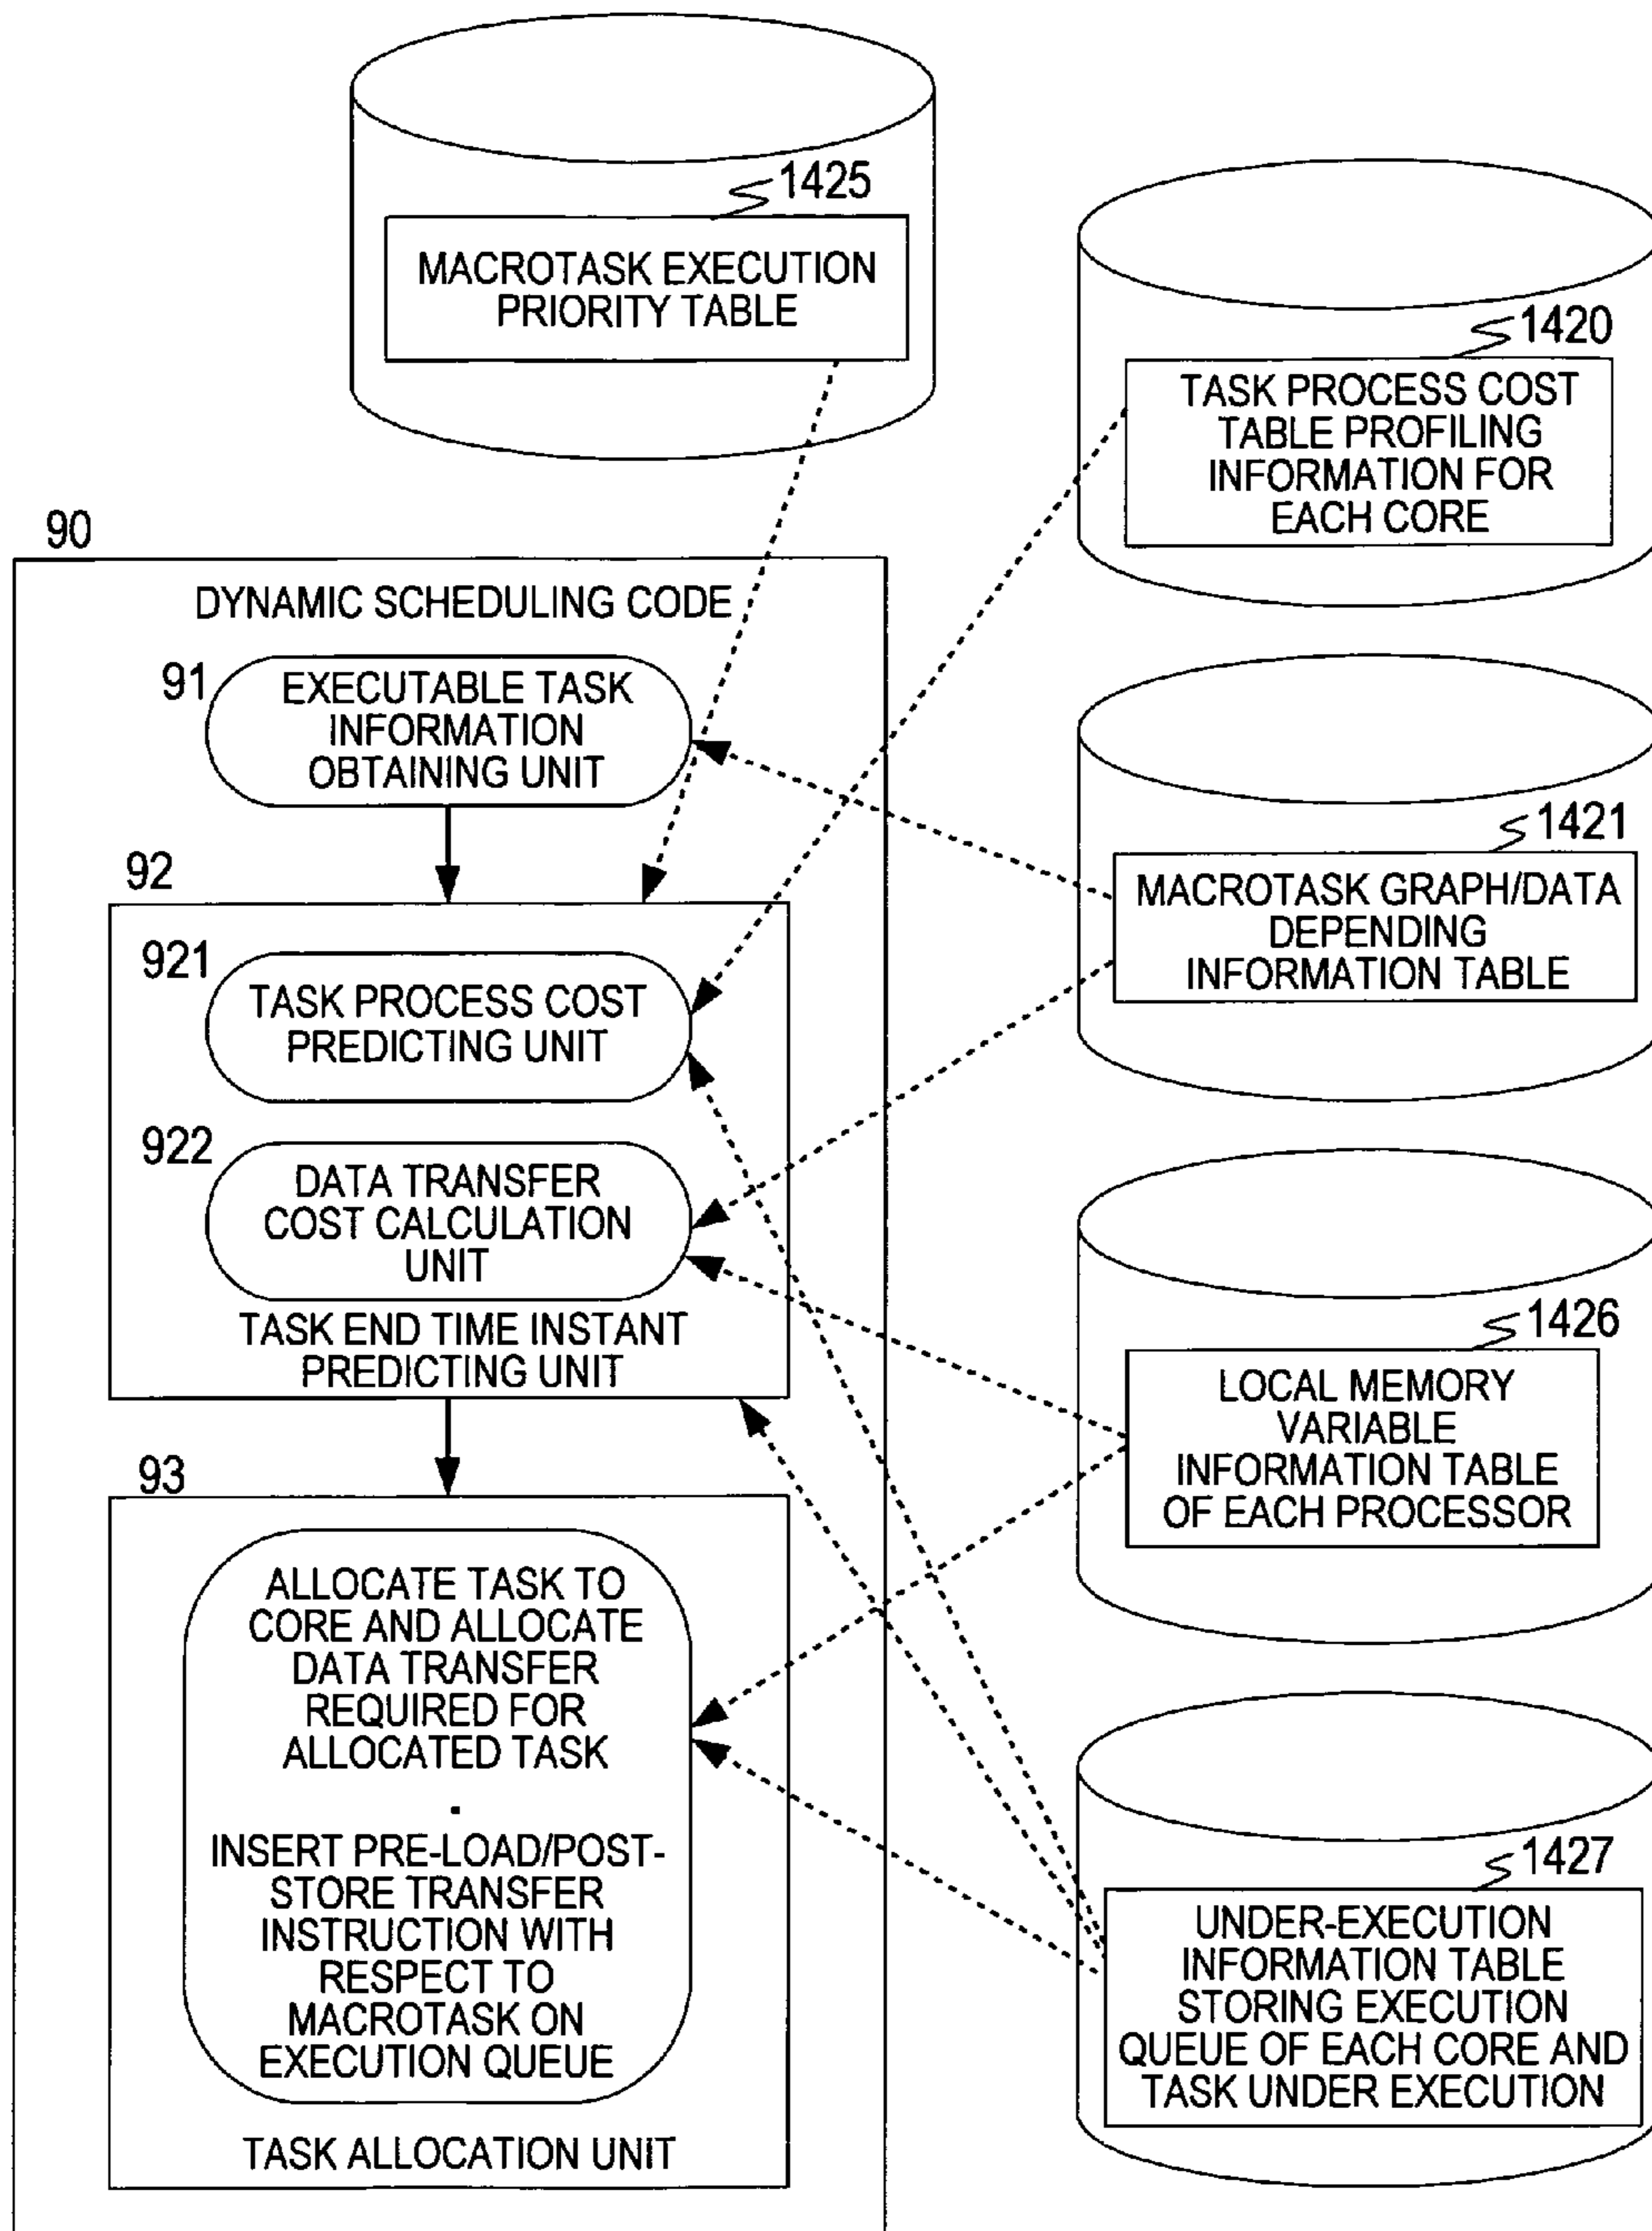 1425
MACROTASK EXECUTION
PRIORITY TABLE
1420
TASK PROCESS COST
TABLE PROFILING
INFORMATION FOR
EACH CORE
90
DYNAMIC SCHEDULING CODE
91
EXECUTABLE TASK
INFORMATION
OBTAINING UNIT
1421
MACROTASK GRAPH/DATA
DEPENDING
INFORMATION TABLE
92
921
TASK PROCESS COST
PREDICTING UNIT
922
DATA TRANSFER
COST CALCULATION
UNIT
TASK END TIME INSTANT
PREDICTING UNIT
1426
LOCAL MEMORY
VARIABLE
INFORMATION TABLE
OF EACH PROCESSOR
93
ALLOCATE TASK TO
CORE AND ALLOCATE
DATA TRANSFER
REQUIRED FOR
ALLOCATED TASK
.
INSERT PRE-LOAD/POST-
STORE TRANSFER
INSTRUCTION WITH
RESPECT TO
MACROTASK ON
EXECUTION QUEUE
TASK ALLOCATION UNIT
1427
UNDER-EXECUTION
INFORMATION TABLE
STORING EXECUTION
QUEUE OF EACH CORE AND
TASK UNDER EXECUTION